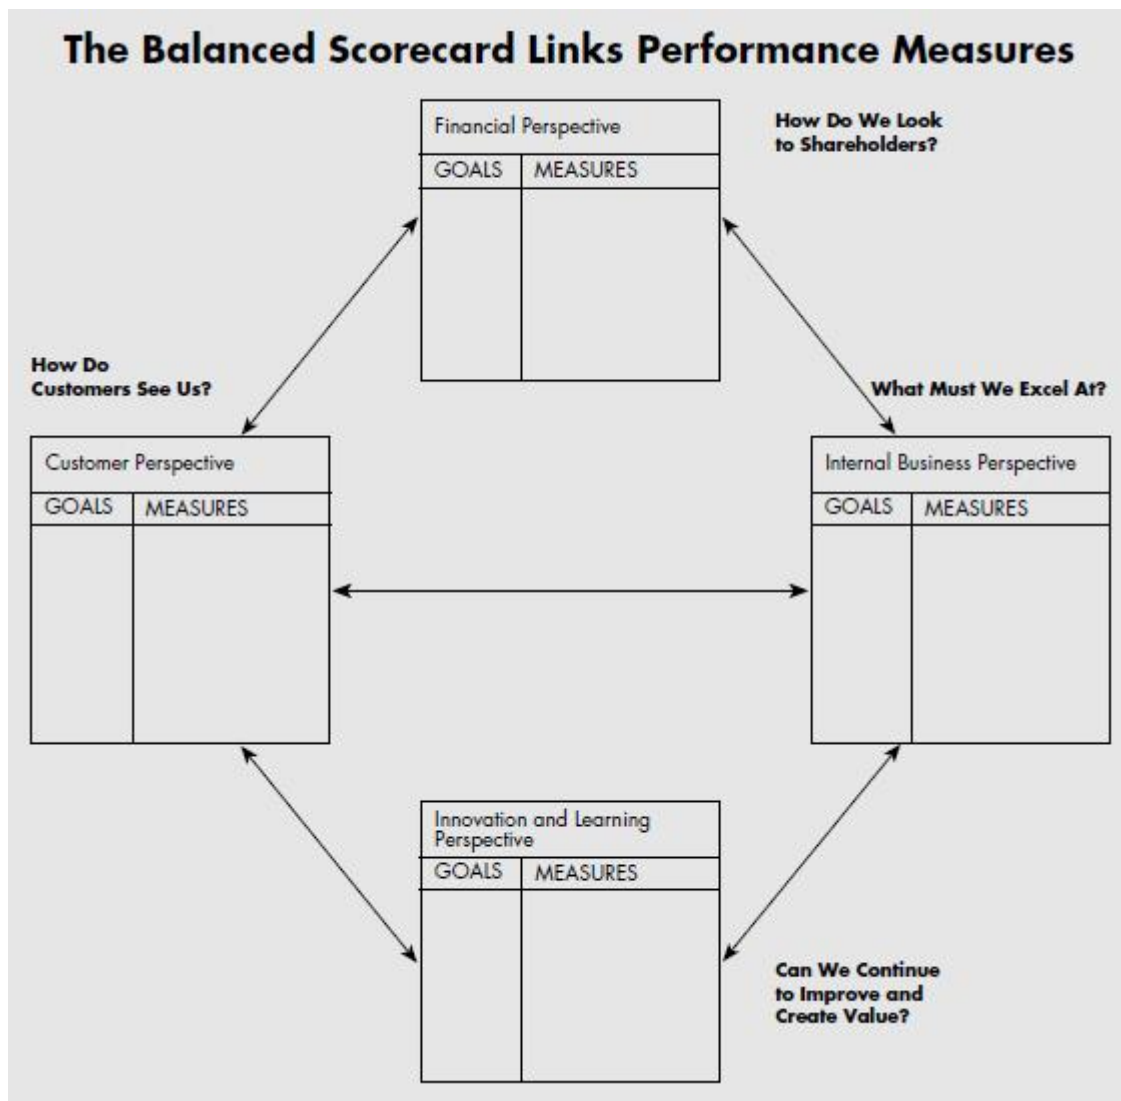 The Balanced Scorecard Links Performance Measures
Financial Perspective
GOALS MEASURES
How Do We Look
to Shareholders?
How Do
Customers See Us?
What Must We Excel At?
Customer Perspective
GOALS MEASURES
Internal Business Perspective
GOALS MEASURES
Innovation and Learning
Perspective
GOALS MEASURES
Can We Continue
to Improve and
Create Value?